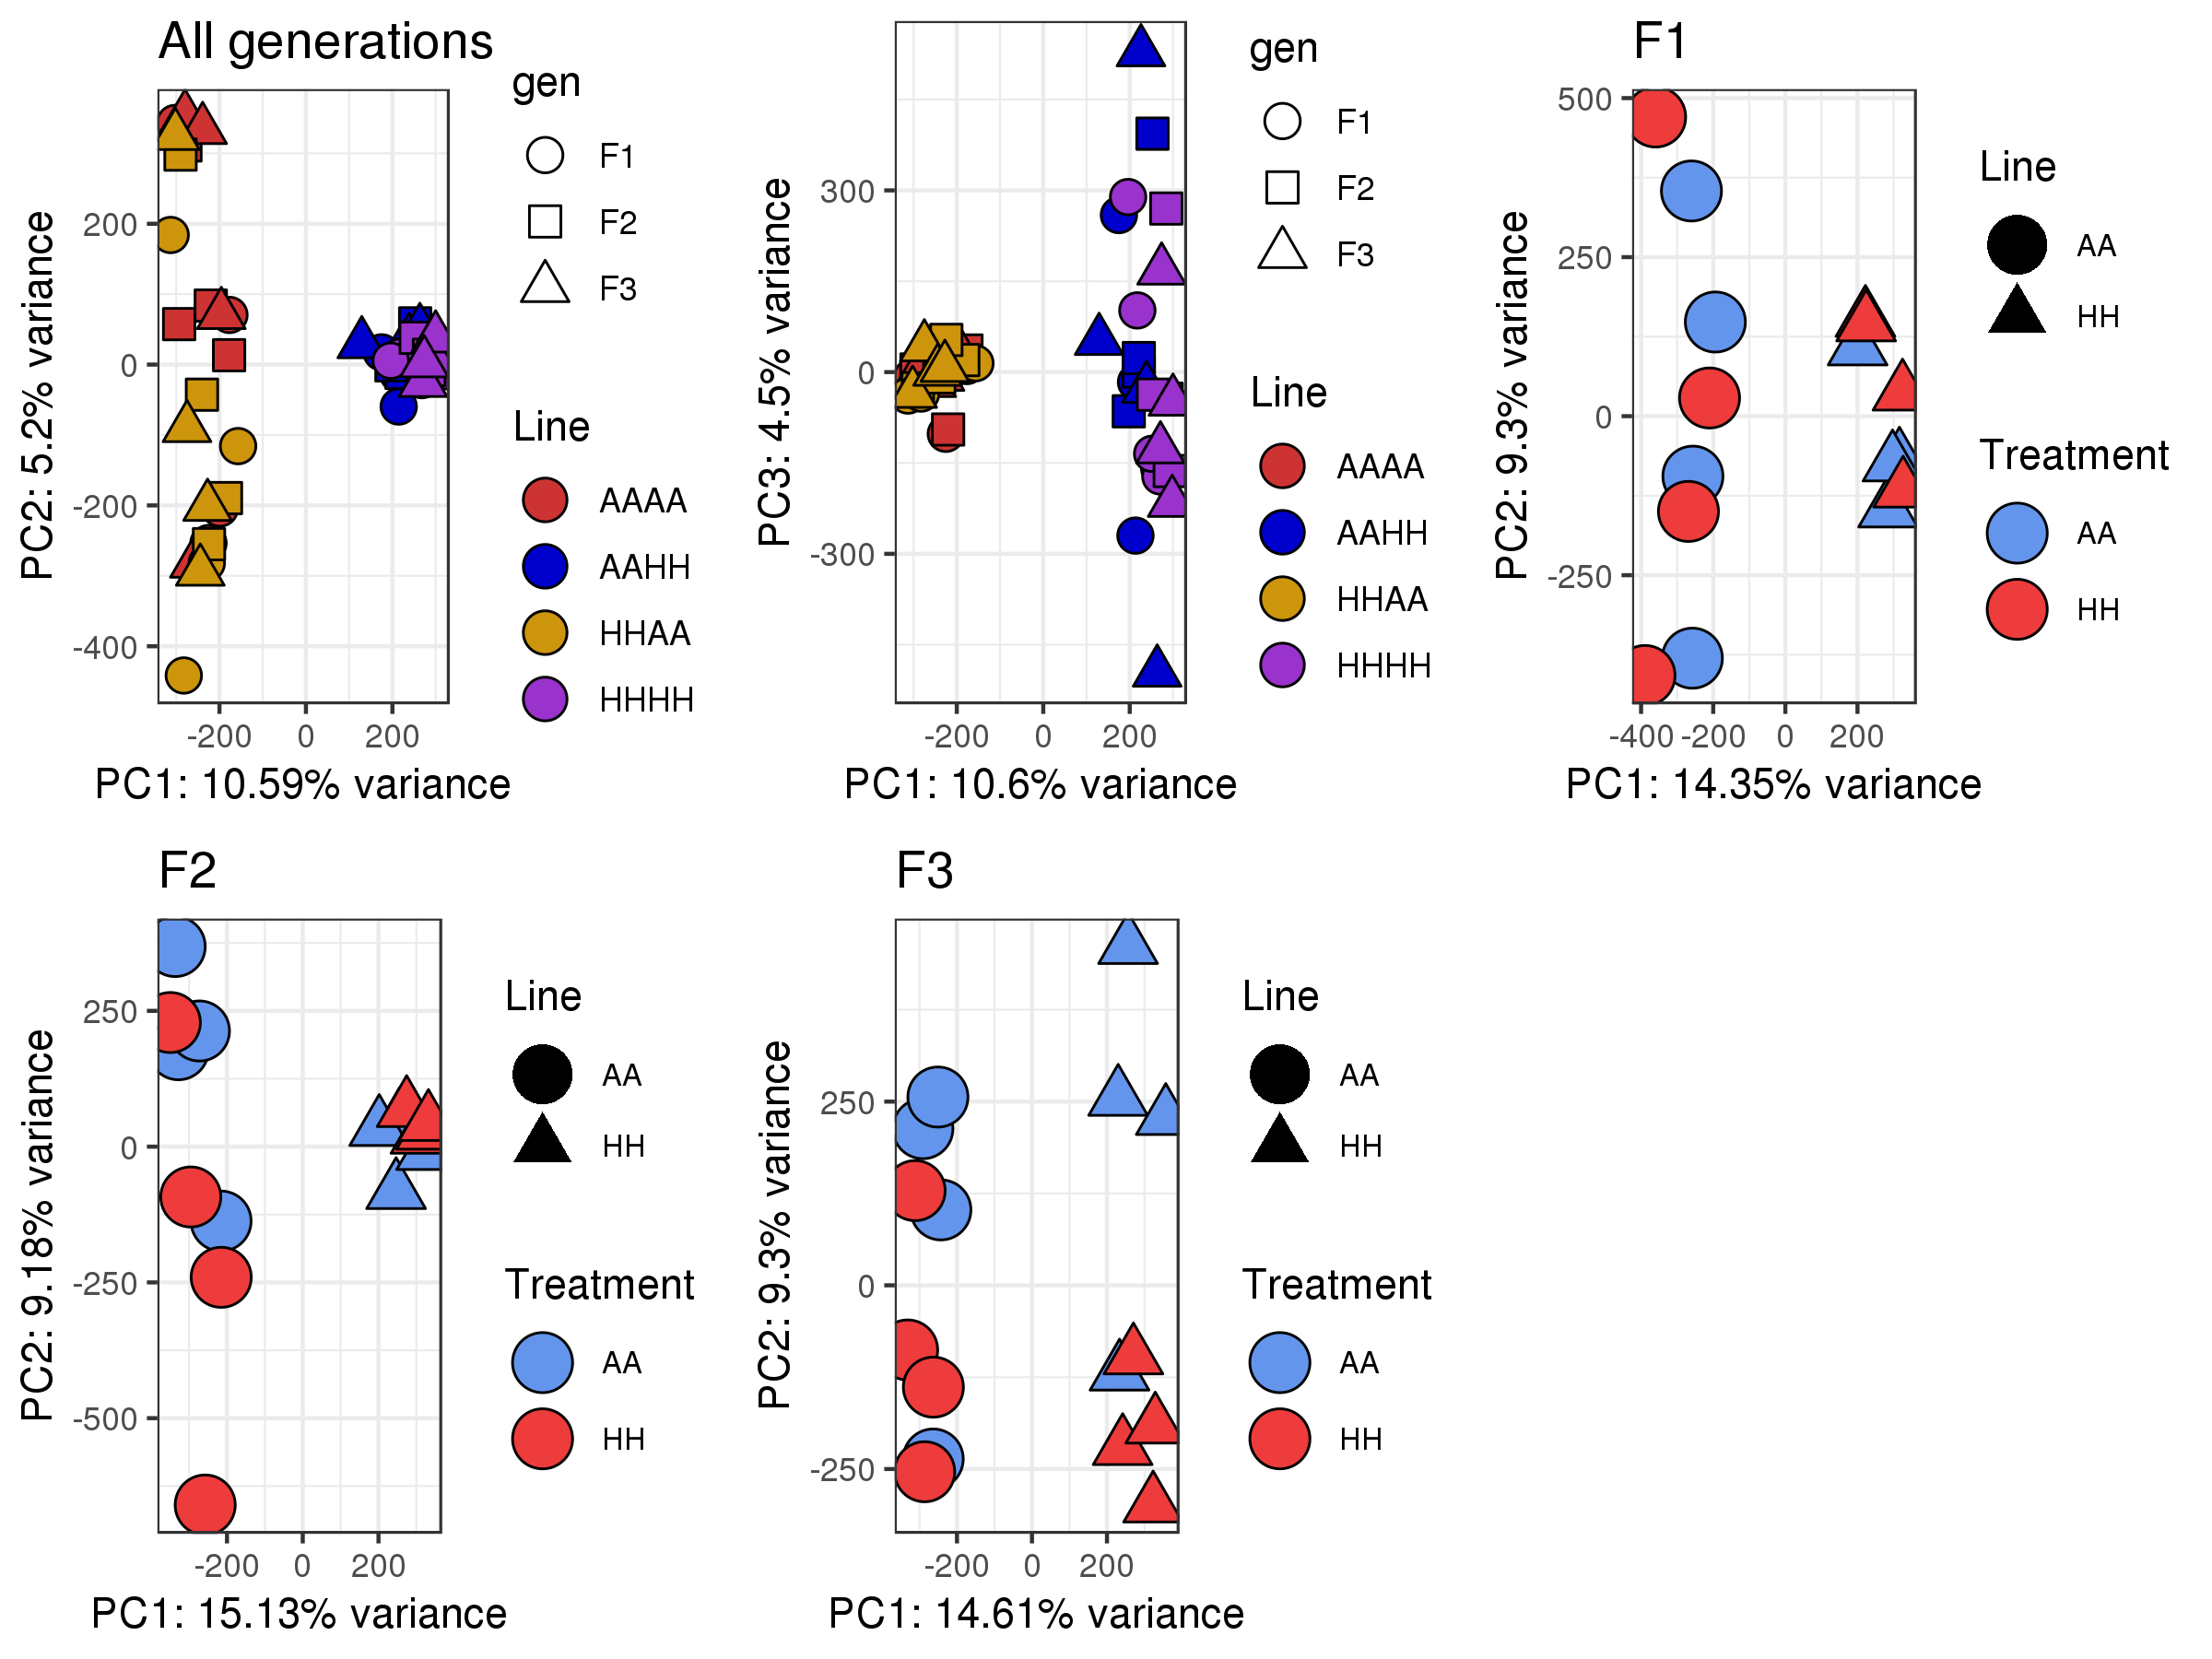 All generations
PC2: 5.2% variance
200
0
-200
-400
-200 0 200
PC1: 10.59% variance
gen
F1
F2
F3
Line
AAAA
AAHH
HHAA
HHHH
PC3: 4.5% variance
300
0
-300
-200 0 200
PC1: 10.6% variance
gen
F1
F2
F3
Line
AAAA
AAHH
HHAA
HHHH
F1
PC2: 9.3% variance
500
250
0
-250
-400 -200 0 200
PC1: 14.35% variance
Line
AA
HH
Treatment
AA
HH
F2
PC2: 9.18% variance
250
0
-250
-500
-200 0 200
PC1: 15.13% variance
Line
AA
HH
Treatment
AA
HH
F3
PC2: 9.3% variance
250
0
-250
-200 0 200
PC1: 14.61% variance
Line
AA
HH
Treatment
AA
HH